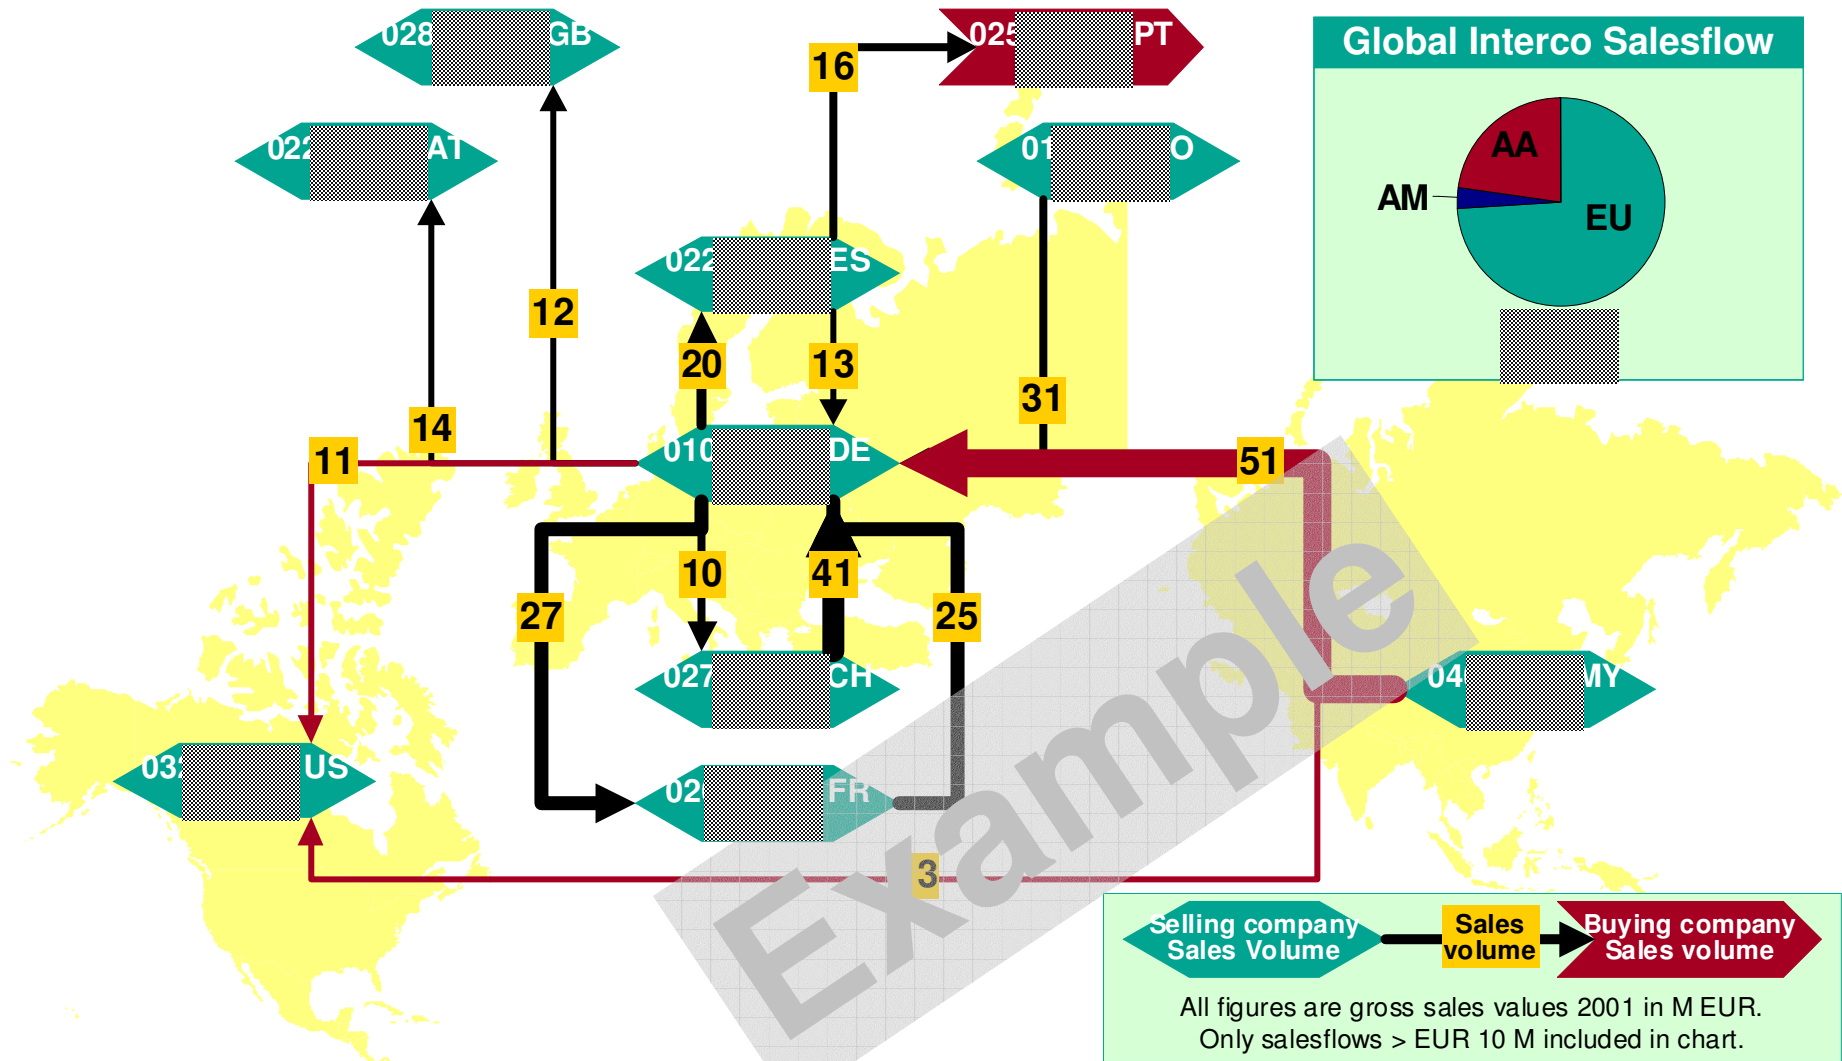 028 GB
025 PT
Global Interco Salesflow
16
022 AT
01 O
AA
AM
EU
022 ES
12
20
13
31
14
11
010 DE
51
10
41
27
25
027 CH
04 MY
032 US
02 FR
3
Example
Selling company
Sales Volume
Sales
volume
Buying company
Sales volume
All figures are gross sales values 2001 in M EUR.
Only salesflows > EUR 10 M included in chart.